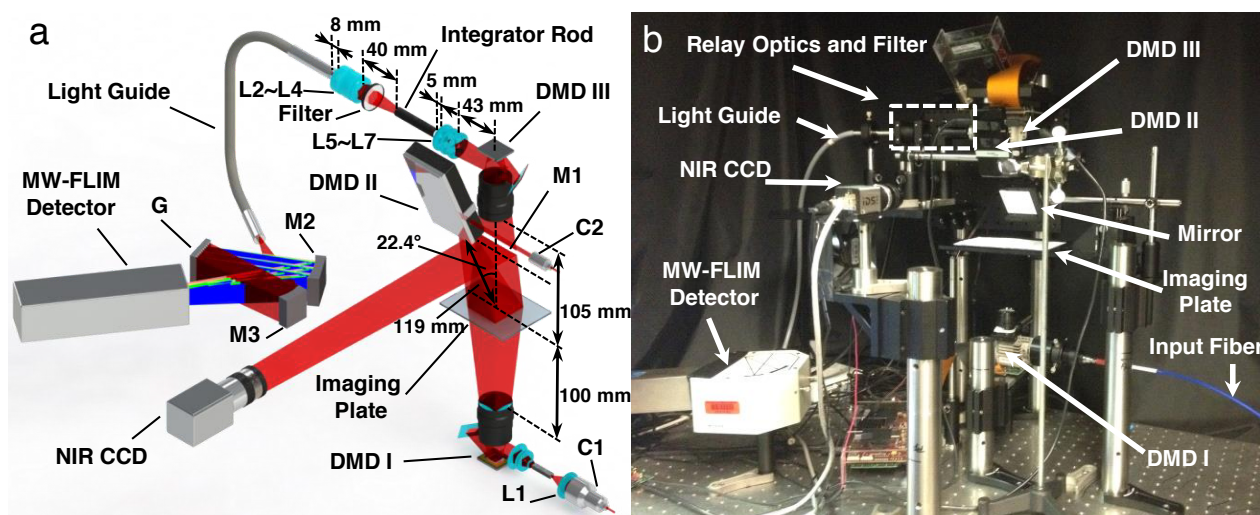 a
8 mm
40 mm
Integrator Rod
Light Guide
L2~L4
Filter
5 mm
43 mm
DMD III
L5~L7
DMD II
M1
MW-FLIM
Detector
G
M2
C2
22.4°
M3
119 mm
105 mm
Imaging
Plate
100 mm
NIR CCD
DMD I
C1
L1
b
Relay Optics and Filter
DMD III
Light Guide
DMD II
NIR CCD
iDS
Mirror
MW-FLIM
Detector
Imaging
Plate
Input Fiber
DMD I